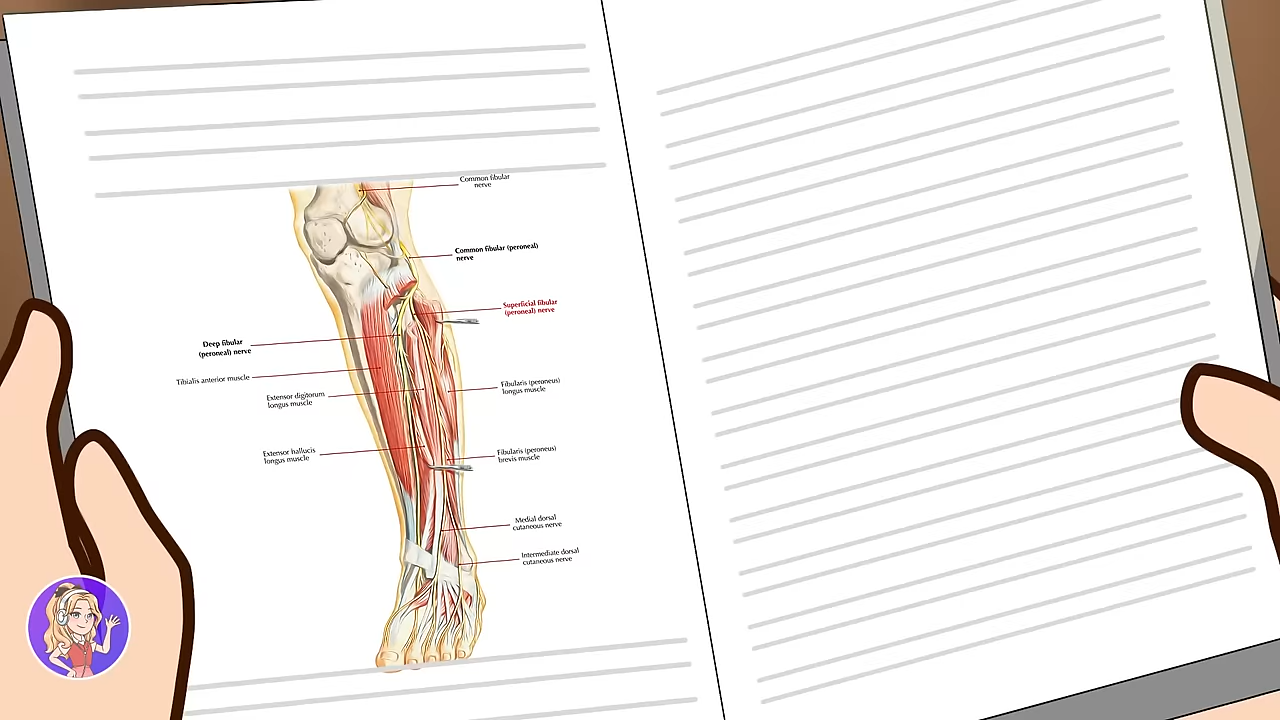 Common fibular
nerve
Common fibular (peroneal)
nerve
Superficial fibular
(peroneal) nerve
Deep fibular
(peroneal) nerve
Tibialis anterior muscle
Fibularis (peroneus)
longus muscle
Extensor digitorum
longus muscle
Extensor hallucis
longus muscle
Fibularis (peroneus)
brevis muscle
Medial dorsal
cutaneous nerve
Intermediate dorsal
cutaneous nerve